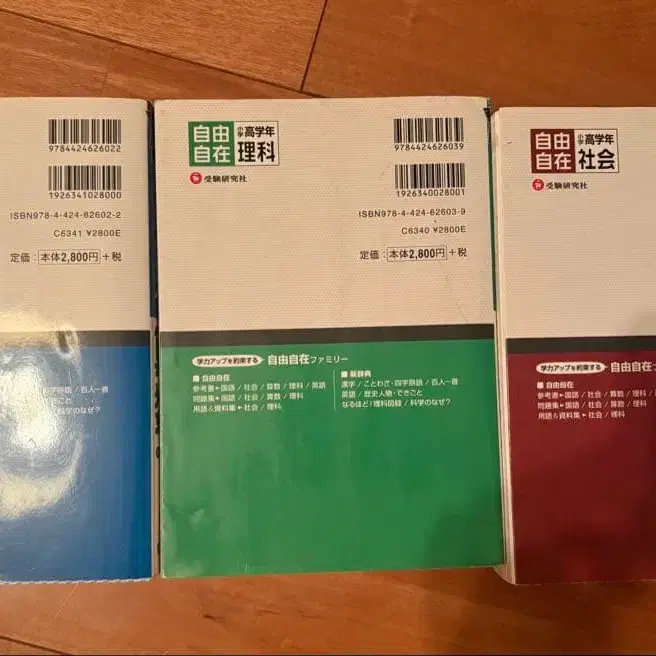 9784424626022
1926341028000
ISBN978-4-424-62602-2
C6341 ¥2800E
定価：本体2,800円＋税
四字熟語/百人一首
できごと
/科学のなぜ?
自由自在
小学高学年
理科
受験研究社
9784424626039
1926340028001
ISBN978-4-424-62603-9
C6340 ¥2800E
定価：本体2,800円＋税
学力アップを約束する 自由自在ファミリー
■自由自在
参考書▶国語/社会/算数/理科/英語
問題集▶国語/社会/算数/理科
用語&資料集▶社会/理科
■新辞典
漢字/ことわざ・四字熟語/百人一首
英語/歴史人物・できごと
なるほど!理科図録/科学のなぜ?
自由自在
小学高学年
社会
受験研究社
学力アップを約束する 自由自在
■自由自在
参考書▶国語/社会/算数/理科/
問題集▶国語/社会/算数/理科
用語&資料集▶社会/理科